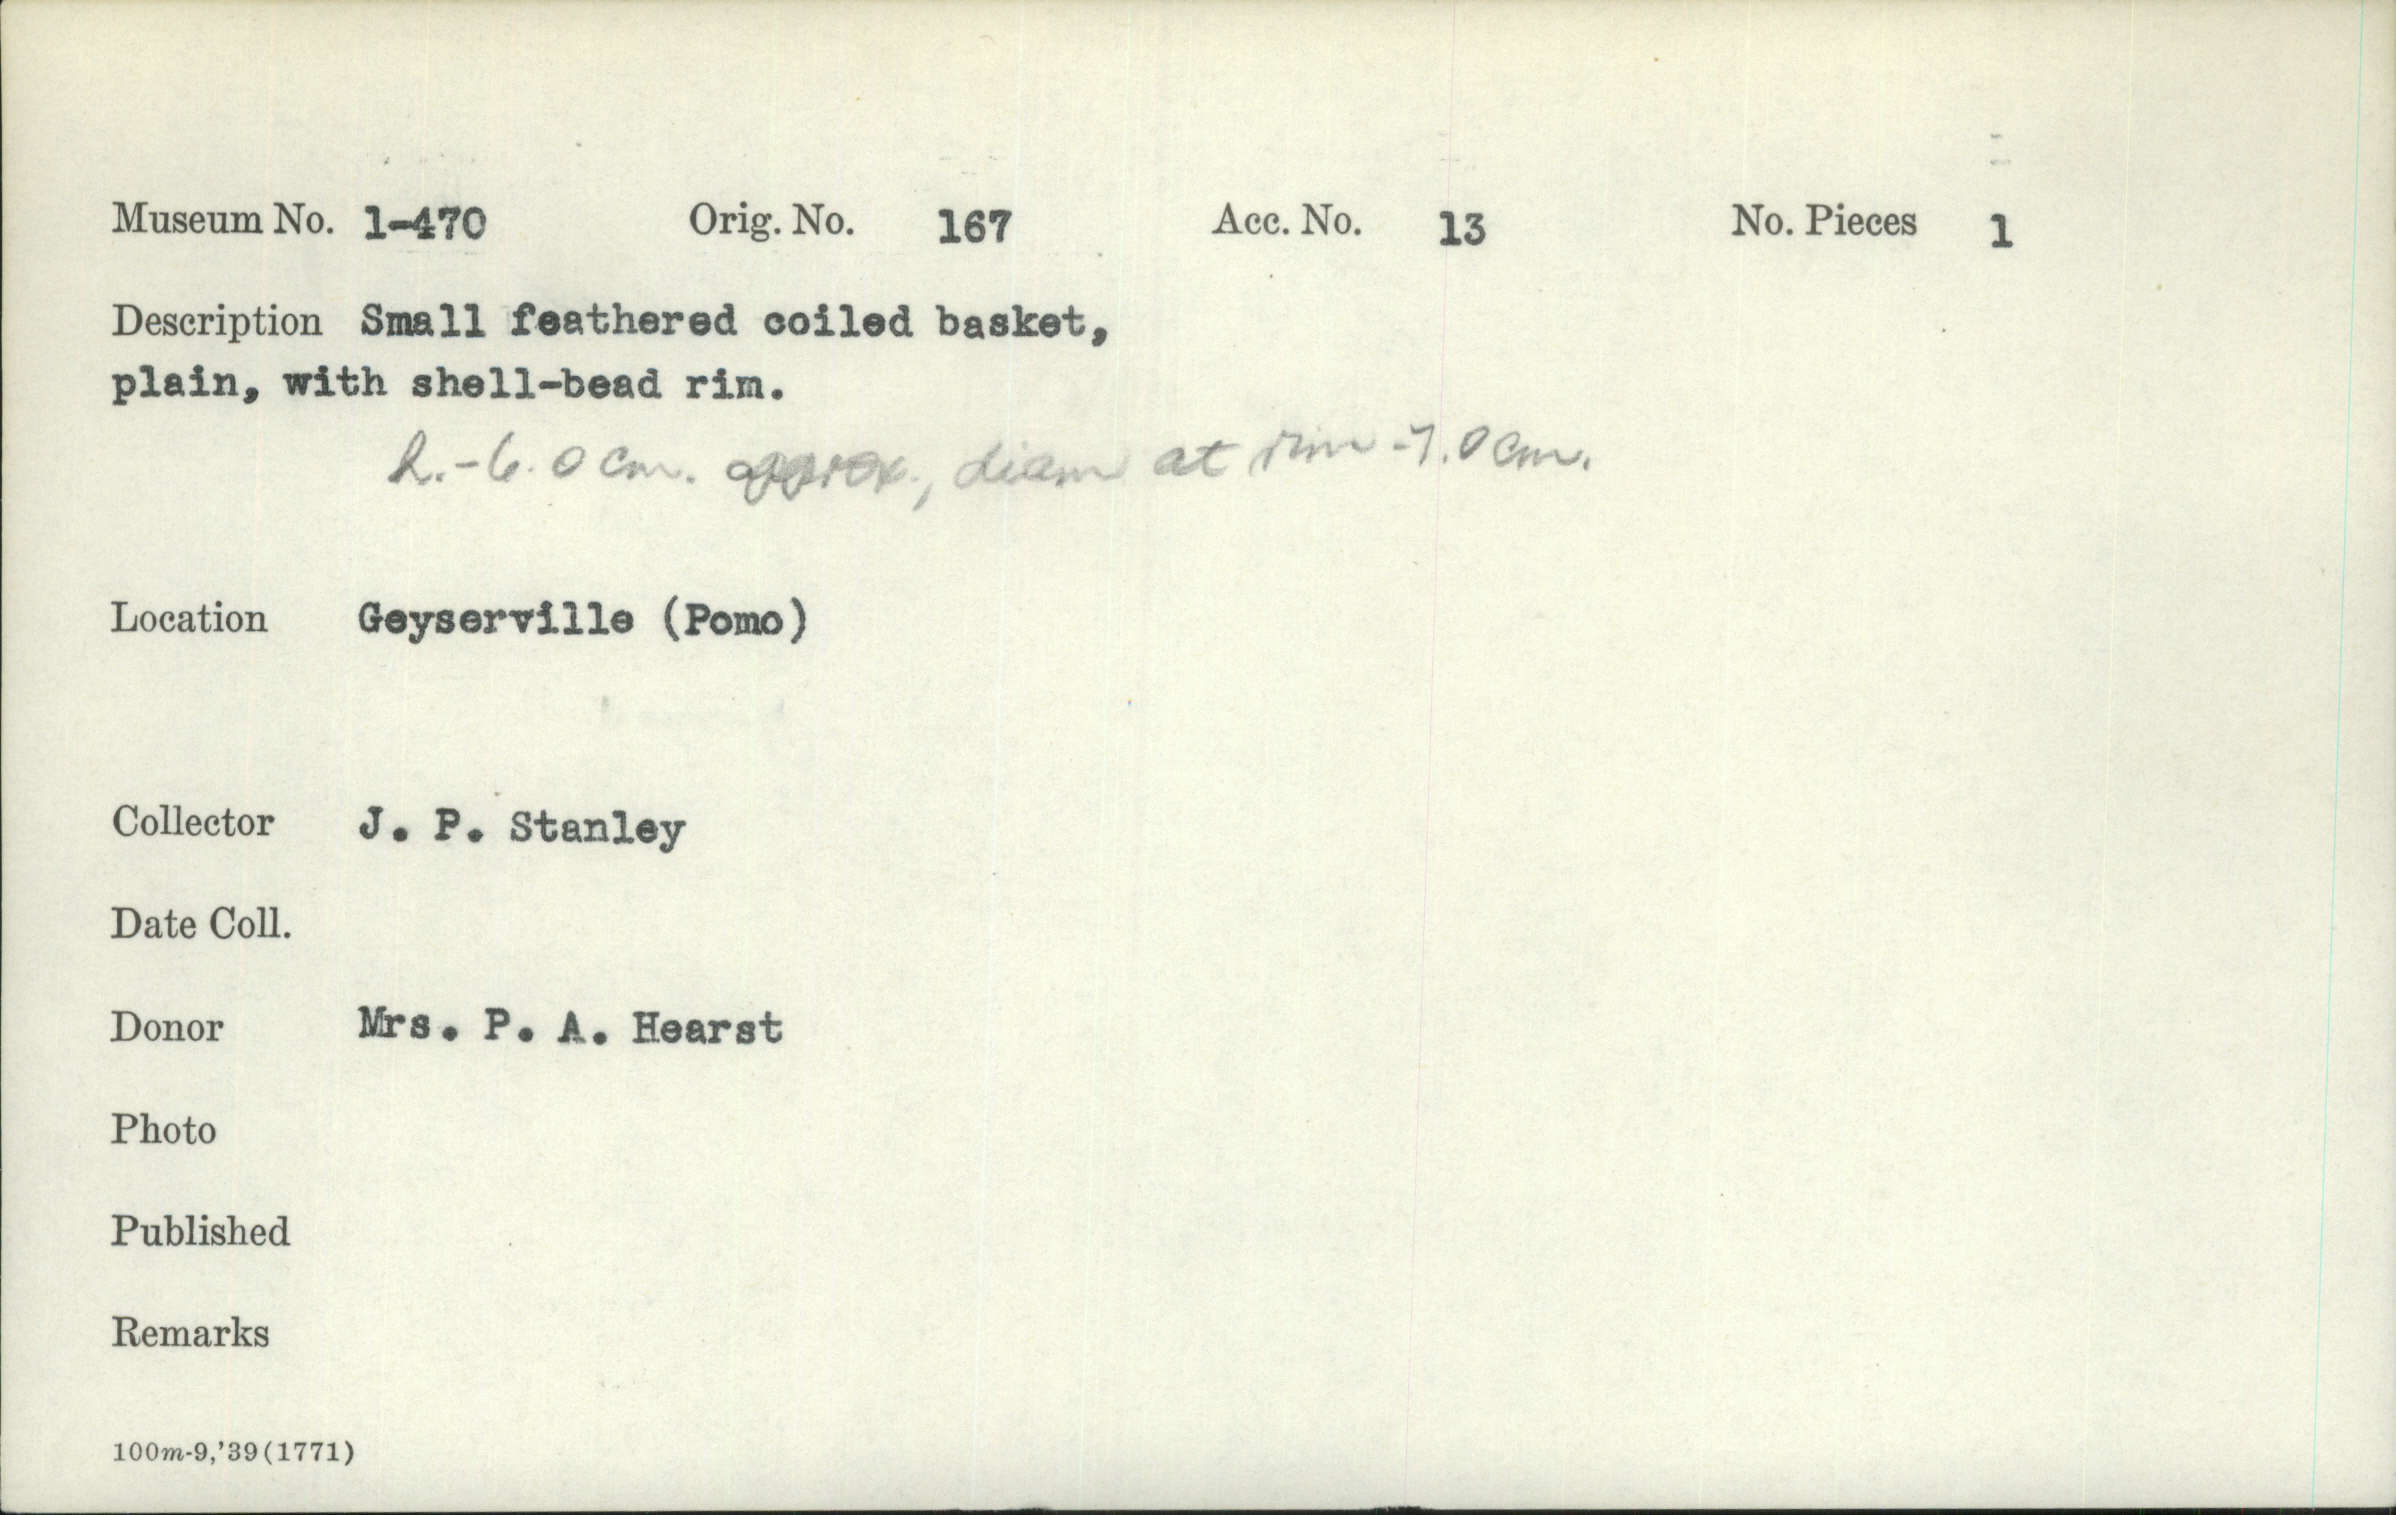 Museum No. 1-470 Orig. No. 167 Acc. No. 13 No. Pieces 1
Description Small feathered coiled basket,
plain, with shell-bead rim.
h.-6.0 cm. approx., diam at rim -7.0 cm.
Location Geyserville (Pomo)
Collector J. P. Stanley
Date Coll.
Donor Mrs. P. A. Hearst
Photo
Published
Remarks
100m-9,'39(1771)